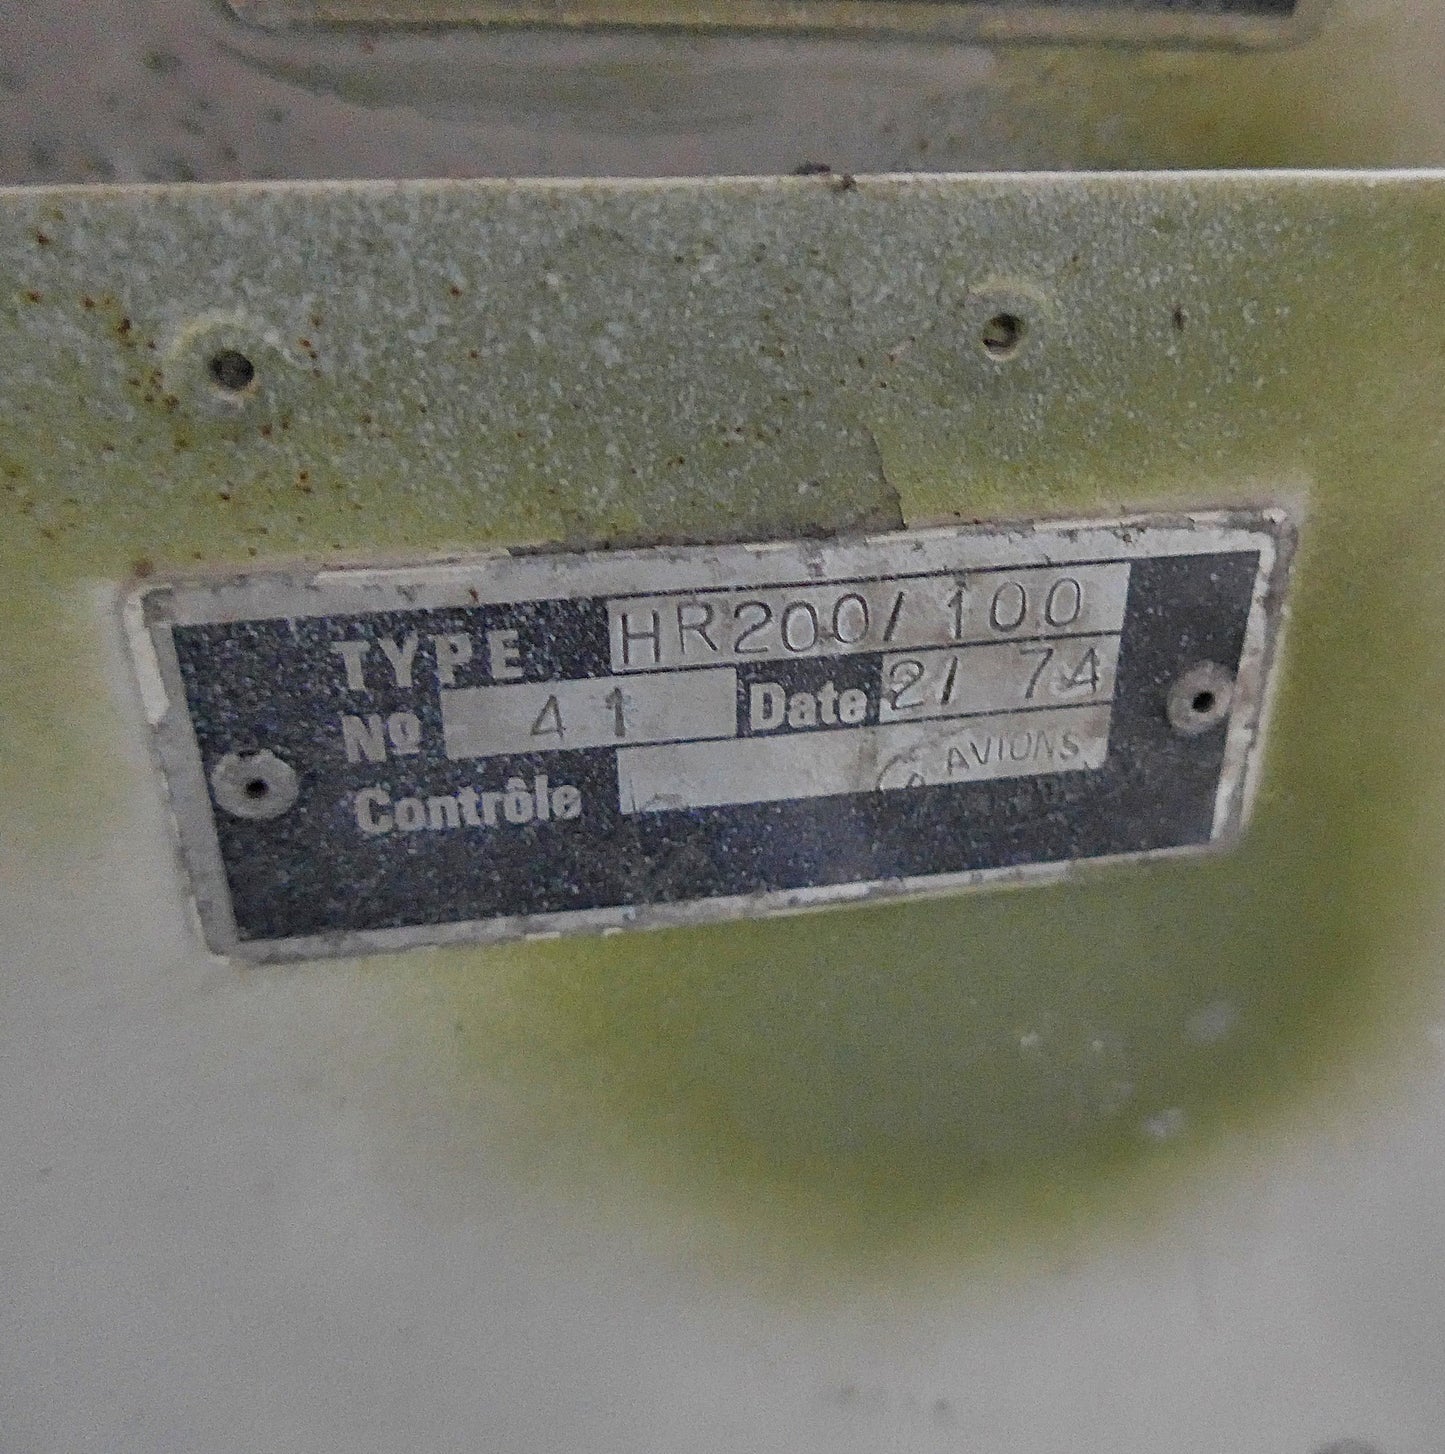 TYPE HR200/100
Nº 41 Date 2/ 74
Contrôle AVIONS